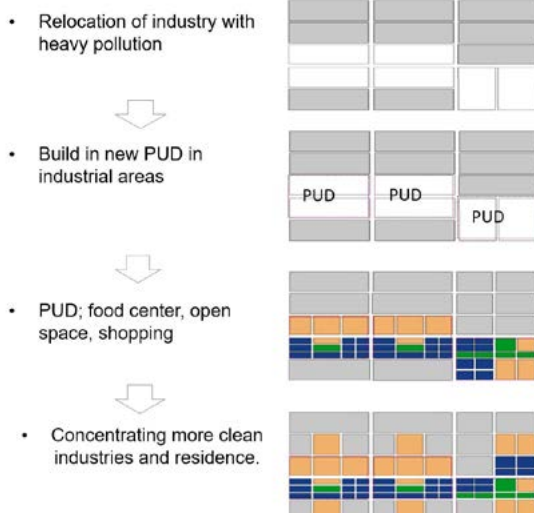 • Relocation of industry with
heavy pollution
• Build in new PUD in
industrial areas
PUD
PUD
PUD
• PUD; food center, open
space, shopping
• Concentrating more clean
industries and residence.